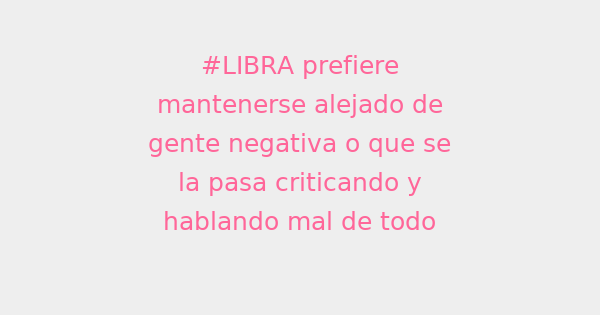 #LIBRA prefiere
mantenerse alejado de
gente negativa o que se
la pasa criticando y
hablando mal de todo